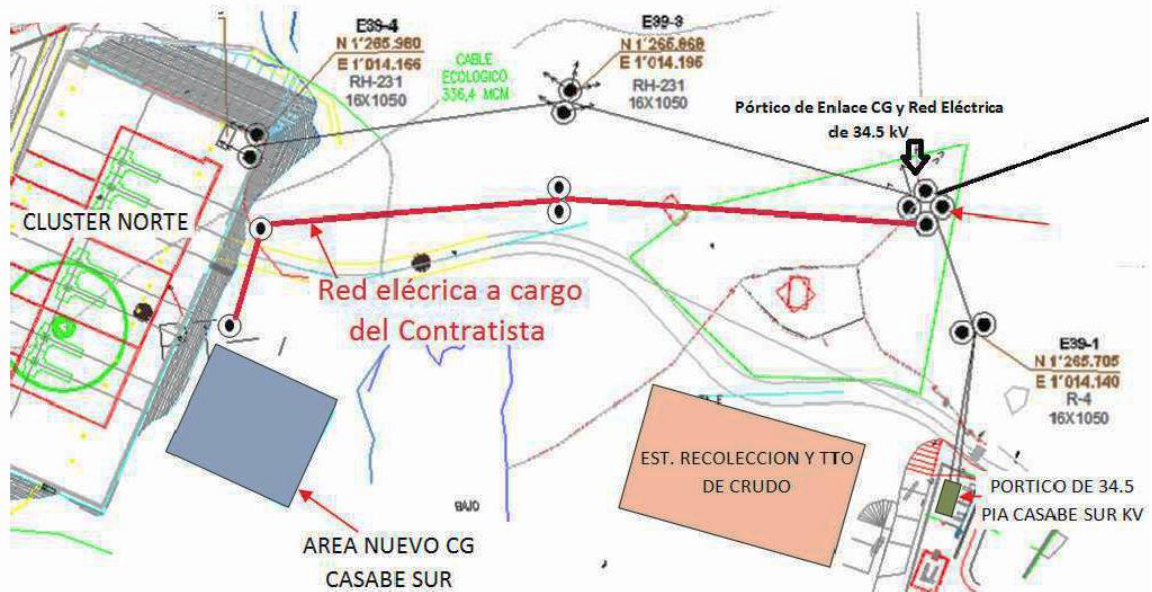 E39-4
N 1'265.980
E 1'014.166
RH-231
16X1050
CABLE
ECOLOGICO
336,4 MCM
E39-3
N 1'265.868
E 1'014.195
RH-231
16X1050
Pórtico de Enlace CG y Red Eléctrica
de 34.5 kV
CLUSTER NORTE
Red elécrica a cargo
del Contratista
E39-1
N 1'265.705
E 1'014.140
R-4
16X1050
EST. RECOLECCION Y TTO
DE CRUDO
PORTICO DE 34.5
PIA CASABE SUR KV
BAJO
AREA NUEVO CG
CASABE SUR